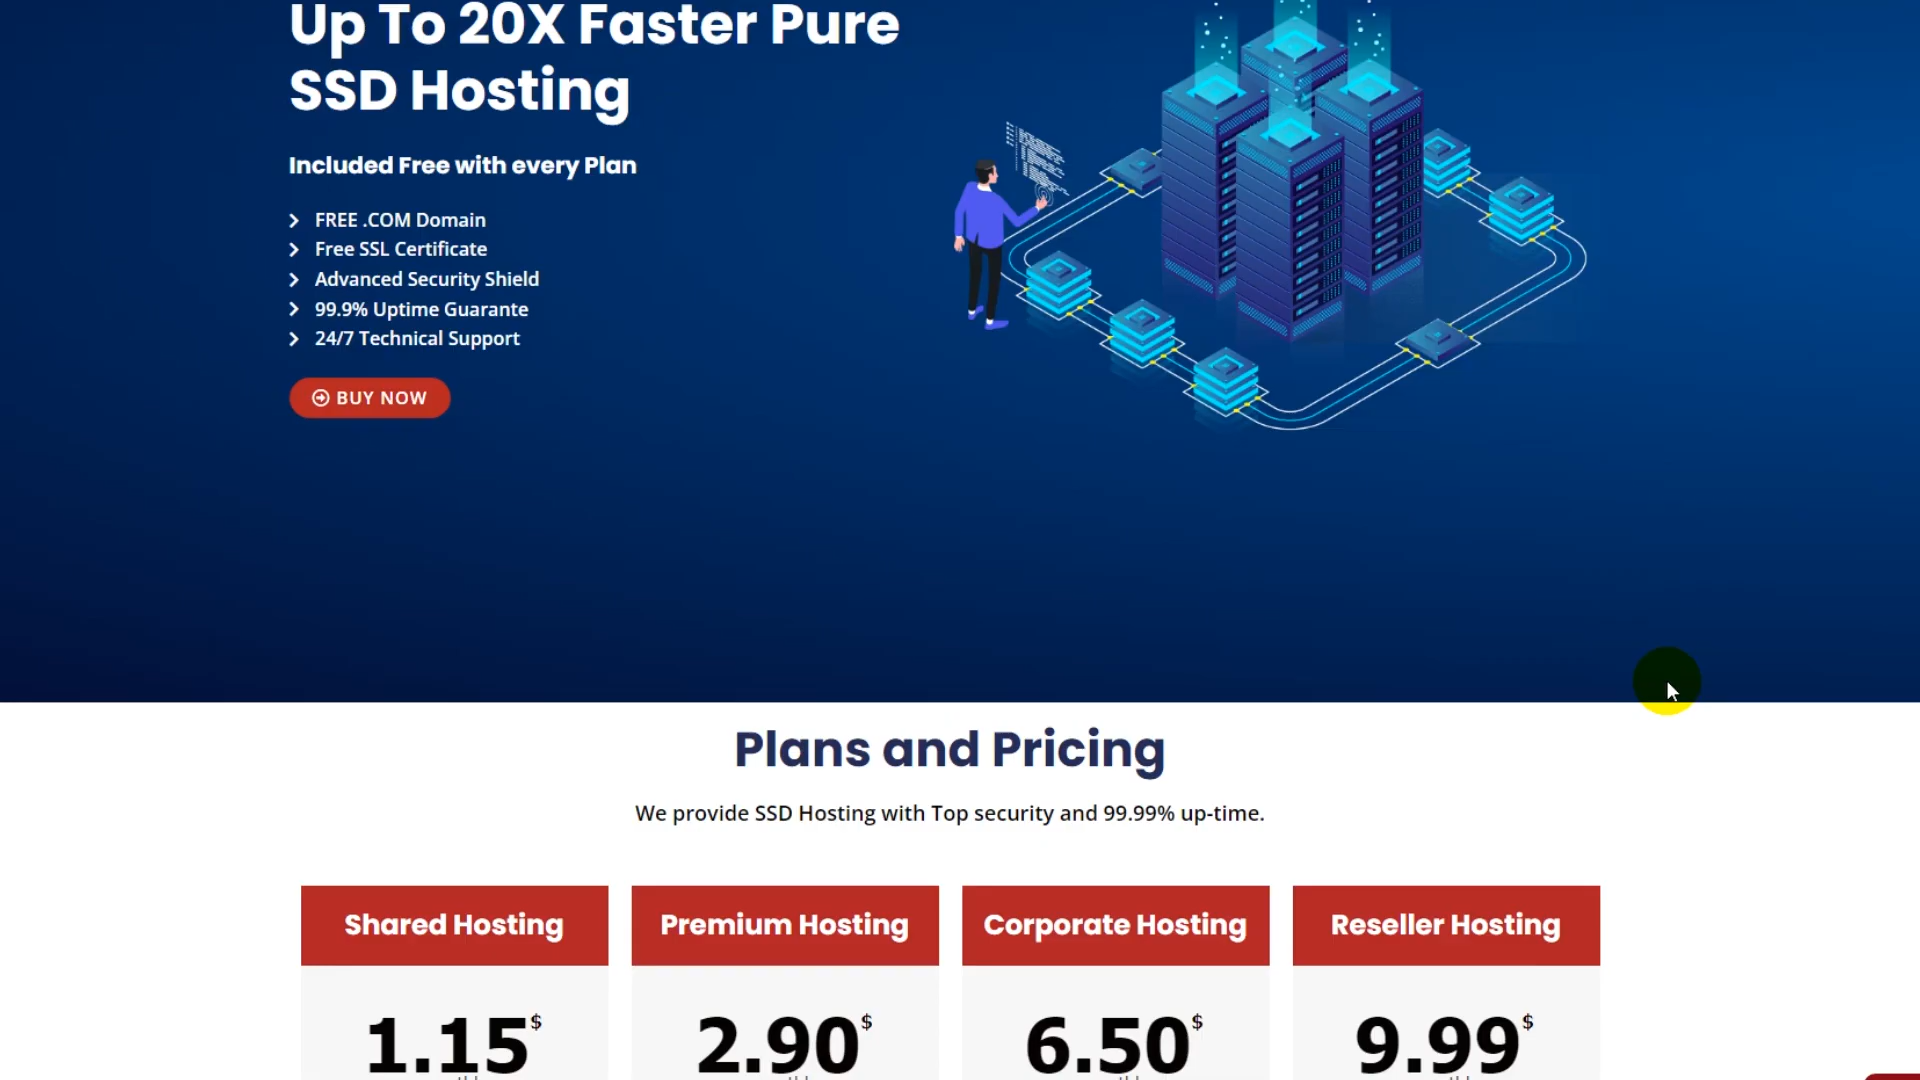 Up To 20X Faster Pure
SSD Hosting
Included Free with every Plan
FREE .COM Domain
Free SSL Certificate
Advanced Security Shield
99.9% Uptime Guarante
24/7 Technical Support
BUY NOW
Plans and Pricing
We provide SSD Hosting with Top security and 99.99% up-time.
Shared Hosting
Premium Hosting
Corporate Hosting
Reseller Hosting
1.15$
2.90$
6.50$
9.99$